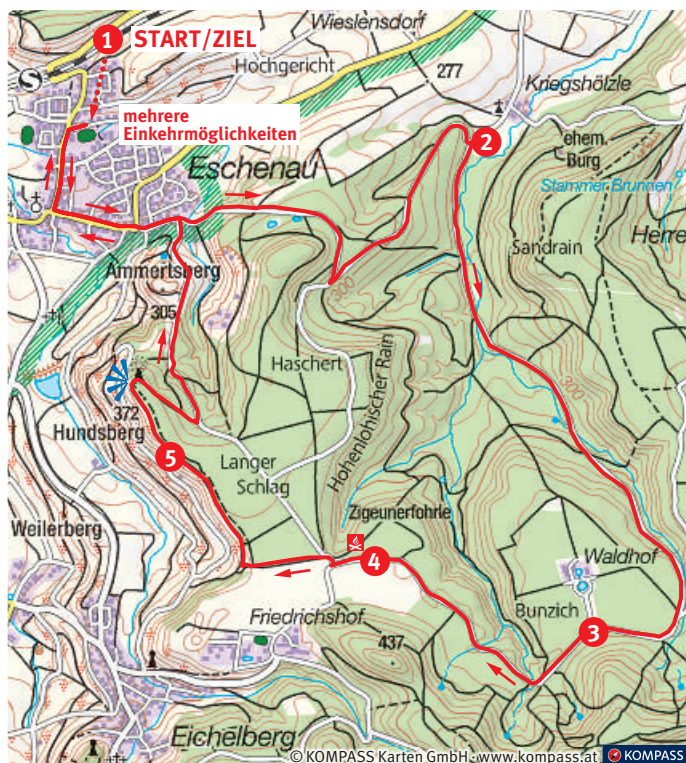 1 START/ZIEL
Wieslensdorf
Hochgericht
277
Kriegshölzle
S
mehrere
Einkehrmöglichkeiten
2
ehem.
Burg
Eschenau
Stammer Brunnen
Sandrain
Herre
Ammertsberg
300
305
Haschert
Hohenlohischer Rain
300
372
Hundsberg
5
Langer
Schlag
Weilerberg
Zigeunerfohrle
4
Waldhof
Bunzich
Friedrichshof
3
437
Eichelberg
© KOMPASS Karten GmbH · www.kompass.at KOMPASS